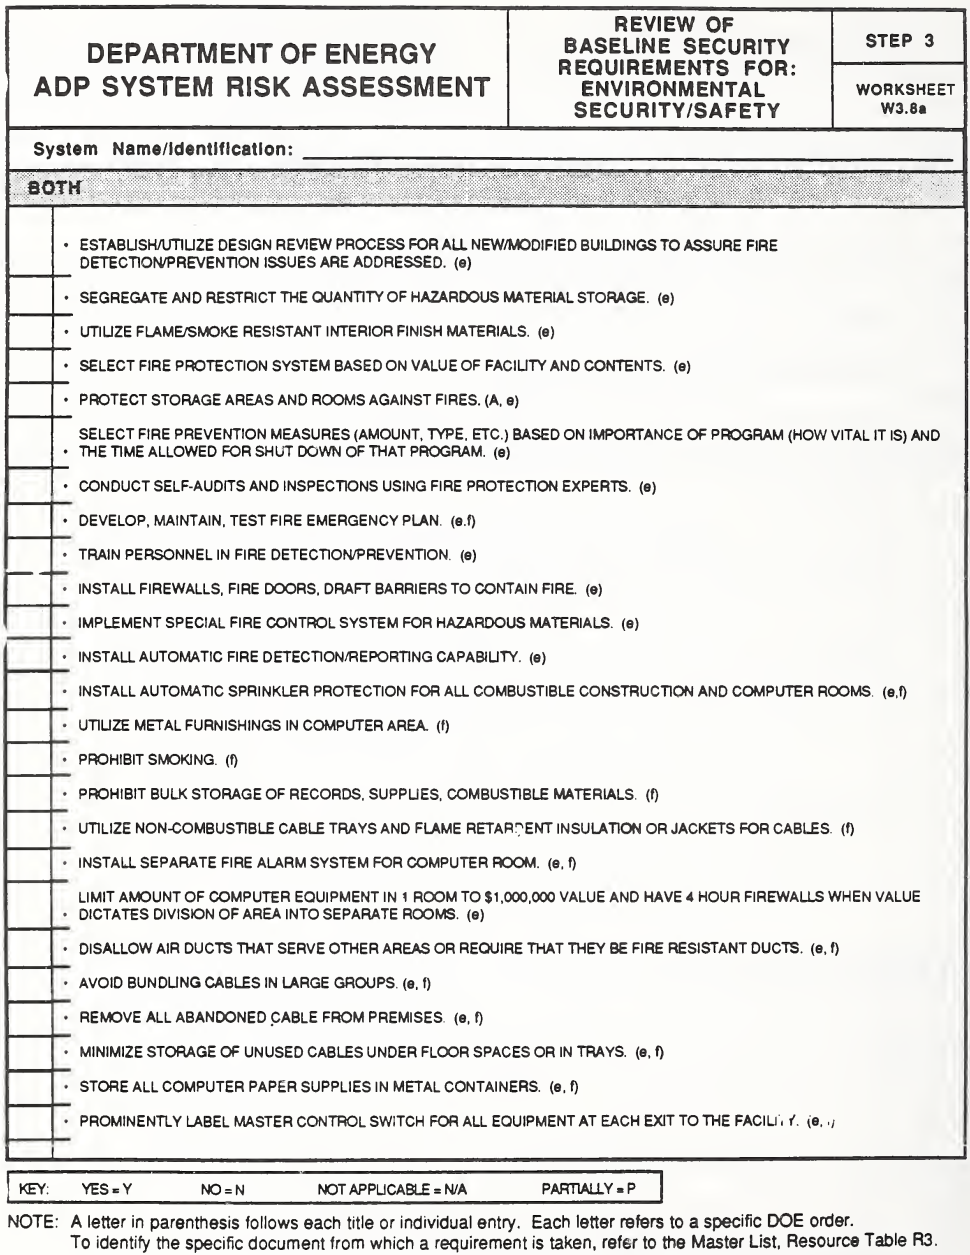 DEPARTMENT OF ENERGY
ADP SYSTEM RISK ASSESSMENT
REVIEW OF
BASELINE SECURITY
REQUIREMENTS FOR:
ENVIRONMENTAL
SECURITY/SAFETY
STEP 3
WORKSHEET
W3.8a
System Name/Identification:
BOTH
• ESTABLISH/UTILIZE DESIGN REVIEW PROCESS FOR ALL NEW/MODIFIED BUILDINGS TO ASSURE FIRE
DETECTION/PREVENTION ISSUES ARE ADDRESSED. (e)
• SEGREGATE AND RESTRICT THE QUANTITY OF HAZARDOUS MATERIAL STORAGE. (e)
• UTILIZE FLAME/SMOKE RESISTANT INTERIOR FINISH MATERIALS. (e)
• SELECT FIRE PROTECTION SYSTEM BASED ON VALUE OF FACILITY AND CONTENTS. (e)
• PROTECT STORAGE AREAS AND ROOMS AGAINST FIRES. (A, e)
SELECT FIRE PREVENTION MEASURES (AMOUNT, TYPE, ETC.) BASED ON IMPORTANCE OF PROGRAM (HOW VITAL IT IS) AND
• THE TIME ALLOWED FOR SHUT DOWN OF THAT PROGRAM. (e)
• CONDUCT SELF-AUDITS AND INSPECTIONS USING FIRE PROTECTION EXPERTS. (e)
• DEVELOP, MAINTAIN, TEST FIRE EMERGENCY PLAN. (e.f)
• TRAIN PERSONNEL IN FIRE DETECTION/PREVENTION. (e)
• INSTALL FIREWALLS, FIRE DOORS, DRAFT BARRIERS TO CONTAIN FIRE. (e)
• IMPLEMENT SPECIAL FIRE CONTROL SYSTEM FOR HAZARDOUS MATERIALS. (e)
• INSTALL AUTOMATIC FIRE DETECTION/REPORTING CAPABILITY. (e)
• INSTALL AUTOMATIC SPRINKLER PROTECTION FOR ALL COMBUSTIBLE CONSTRUCTION AND COMPUTER ROOMS. (e,f)
• UTILIZE METAL FURNISHINGS IN COMPUTER AREA. (f)
• PROHIBIT SMOKING. (f)
• PROHIBIT BULK STORAGE OF RECORDS, SUPPLIES, COMBUSTIBLE MATERIALS. (f)
• UTILIZE NON-COMBUSTIBLE CABLE TRAYS AND FLAME RETARDENT INSULATION OR JACKETS FOR CABLES. (f)
• INSTALL SEPARATE FIRE ALARM SYSTEM FOR COMPUTER ROOM. (e, f)
LIMIT AMOUNT OF COMPUTER EQUIPMENT IN 1 ROOM TO $1,000,000 VALUE AND HAVE 4 HOUR FIREWALLS WHEN VALUE
• DICTATES DIVISION OF AREA INTO SEPARATE ROOMS. (e)
• DISALLOW AIR DUCTS THAT SERVE OTHER AREAS OR REQUIRE THAT THEY BE FIRE RESISTANT DUCTS. (e, f)
• AVOID BUNDLING CABLES IN LARGE GROUPS. (e, f)
• REMOVE ALL ABANDONED CABLE FROM PREMISES. (e, f)
• MINIMIZE STORAGE OF UNUSED CABLES UNDER FLOOR SPACES OR IN TRAYS. (e, f)
• STORE ALL COMPUTER PAPER SUPPLIES IN METAL CONTAINERS. (e, f)
• PROMINENTLY LABEL MASTER CONTROL SWITCH FOR ALL EQUIPMENT AT EACH EXIT TO THE FACILITY. (e,
KEY: YES = Y NO = N NOT APPLICABLE = N/A PARTIALLY = P
NOTE: A letter in parenthesis follows each title or individual entry. Each letter refers to a specific DOE order.
To identify the specific document from which a requirement is taken, refer to the Master List, Resource Table R3.